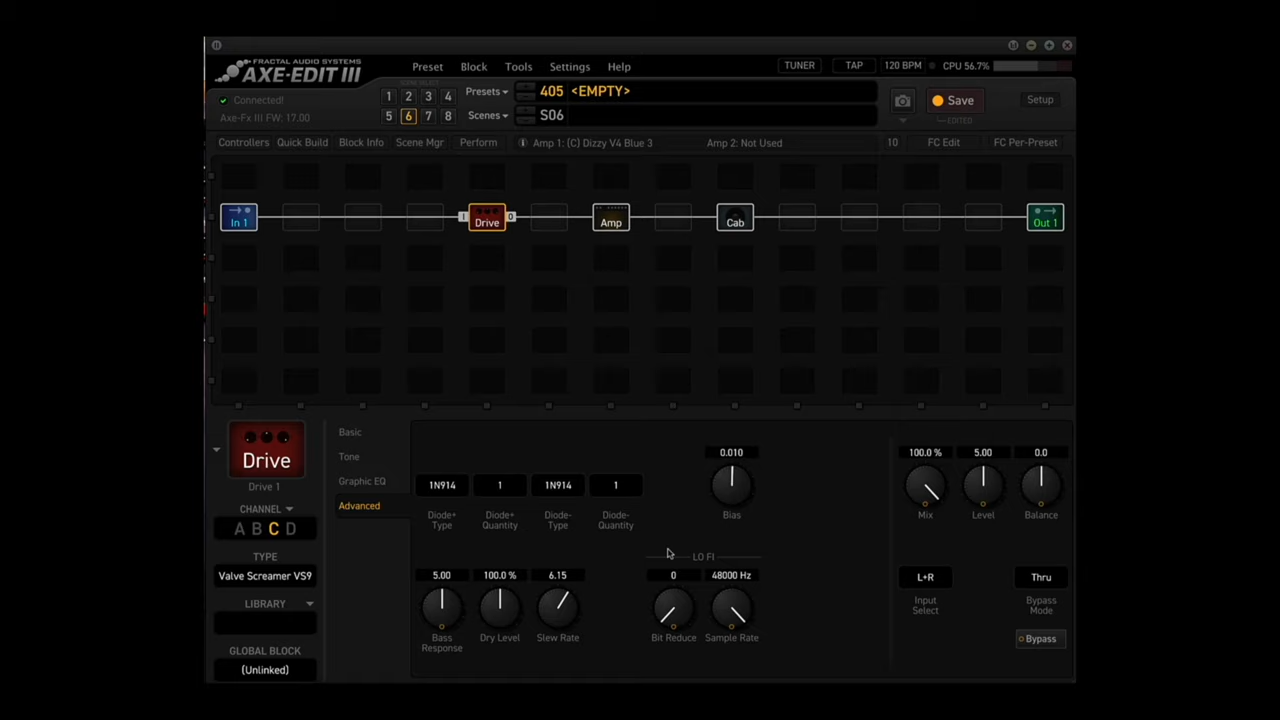 FRACTAL AUDIO SYSTEMS
AXE-EDIT III
Preset Block Tools Settings Help
TUNER TAP 120 BPM CPU 56.7%
SCENE SELECT
1 2 3 4
5 6 7 8
Presets 405 <EMPTY>
Scenes S06
Save
EDITED
Setup
Connected!
Axe-Fx III FW: 17.00
Controllers Quick Build Block Info Scene Mgr Perform
Amp 1: (C) Dizzy V4 Blue 3 Amp 2: Not Used 10 FC Edit FC Per-Preset
In 1 I Drive O Amp Cab Out 1
Drive
Drive 1
CHANNEL
A B C D
TYPE
Valve Screamer VS9
LIBRARY
GLOBAL BLOCK
(Unlinked)
Basic
Tone
Graphic EQ
Advanced
1N914 1 1N914 1
Diode+ Type
Diode+ Quantity
Diode- Type
Diode- Quantity
0.010
Bias
5.00 100.0 % 6.15
Bass Response
Dry Level
Slew Rate
LO FI
0 48000 Hz
Bit Reduce
Sample Rate
100.0 % 5.00 0.0
Mix Level Balance
L+R
Input Select
Thru
Bypass Mode
Bypass